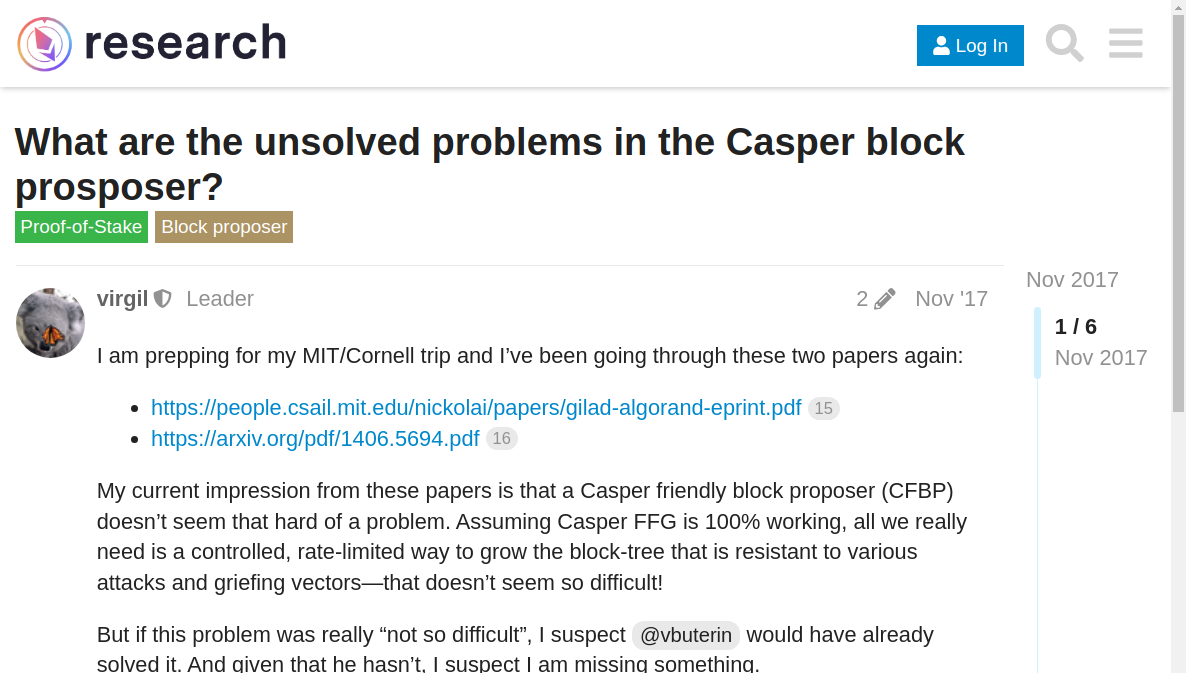 research
Log In
What are the unsolved problems in the Casper block
prosposer?
Proof-of-Stake Block proposer
virgil Leader 2 Nov '17
Nov 2017
1 / 6
Nov 2017
I am prepping for my MIT/Cornell trip and I’ve been going through these two papers again:
• https://people.csail.mit.edu/nickolai/papers/gilad-algorand-eprint.pdf 15
• https://arxiv.org/pdf/1406.5694.pdf 16
My current impression from these papers is that a Casper friendly block proposer (CFBP)
doesn’t seem that hard of a problem. Assuming Casper FFG is 100% working, all we really
need is a controlled, rate-limited way to grow the block-tree that is resistant to various
attacks and griefing vectors—that doesn’t seem so difficult!
But if this problem was really “not so difficult”, I suspect @vbuterin would have already
solved it. And given that he hasn’t, I suspect I am missing something.